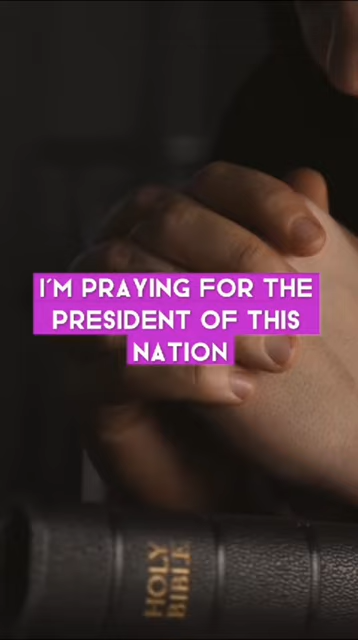 I'M PRAYING FOR THE
PRESIDENT OF THIS
NATION
HOLY
BIBLE